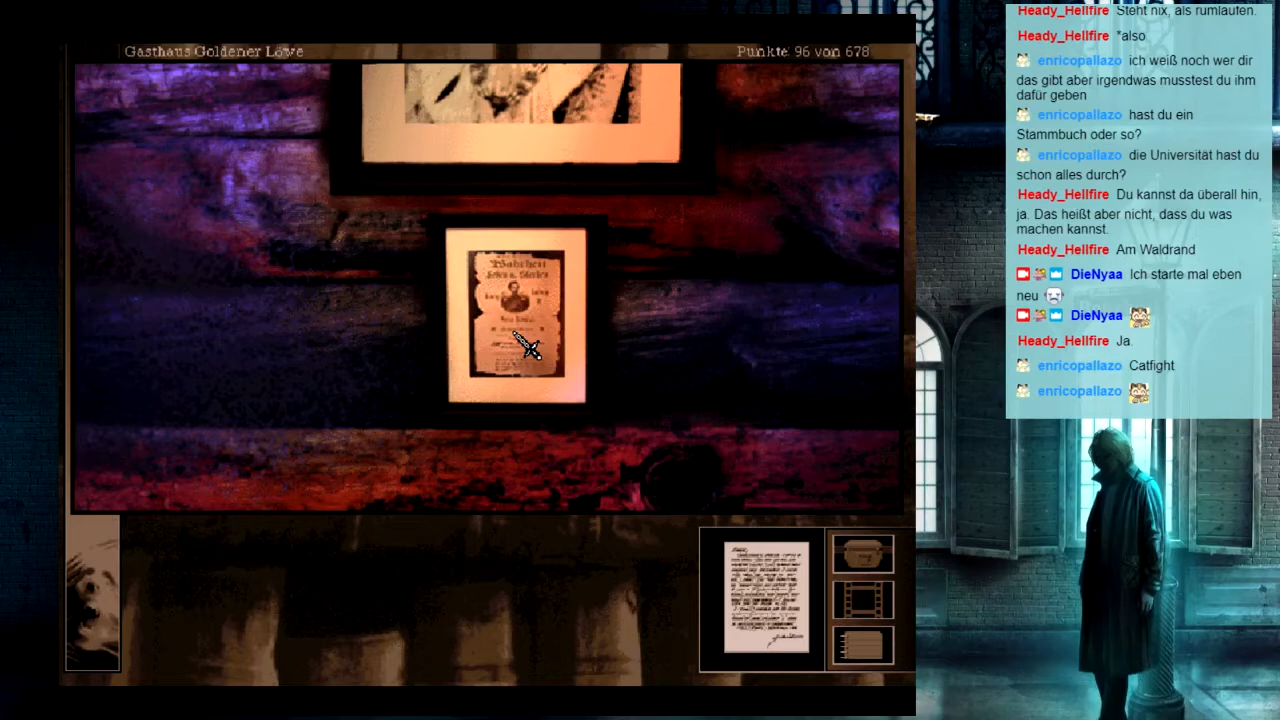 Gasthaus Goldener Löwe
Punkte: 96 von 678
Wahrheit
Heady_Hellfire Steht nix, als rumlaufen.
Heady_Hellfire *also
enricopallazo ich weiß noch wer dir
das gibt aber irgendwas musstest du ihm
dafür geben
enricopallazo hast du ein
Stammbuch oder so?
enricopallazo die Universität hast du
schon alles durch?
Heady_Hellfire Du kannst da überall hin,
ja. Das heißt aber nicht, dass du was
machen kannst.
Heady_Hellfire Am Waldrand
DieNyaa Ich starte mal eben
neu
DieNyaa
Heady_Hellfire Ja.
enricopallazo Catfight
enricopallazo